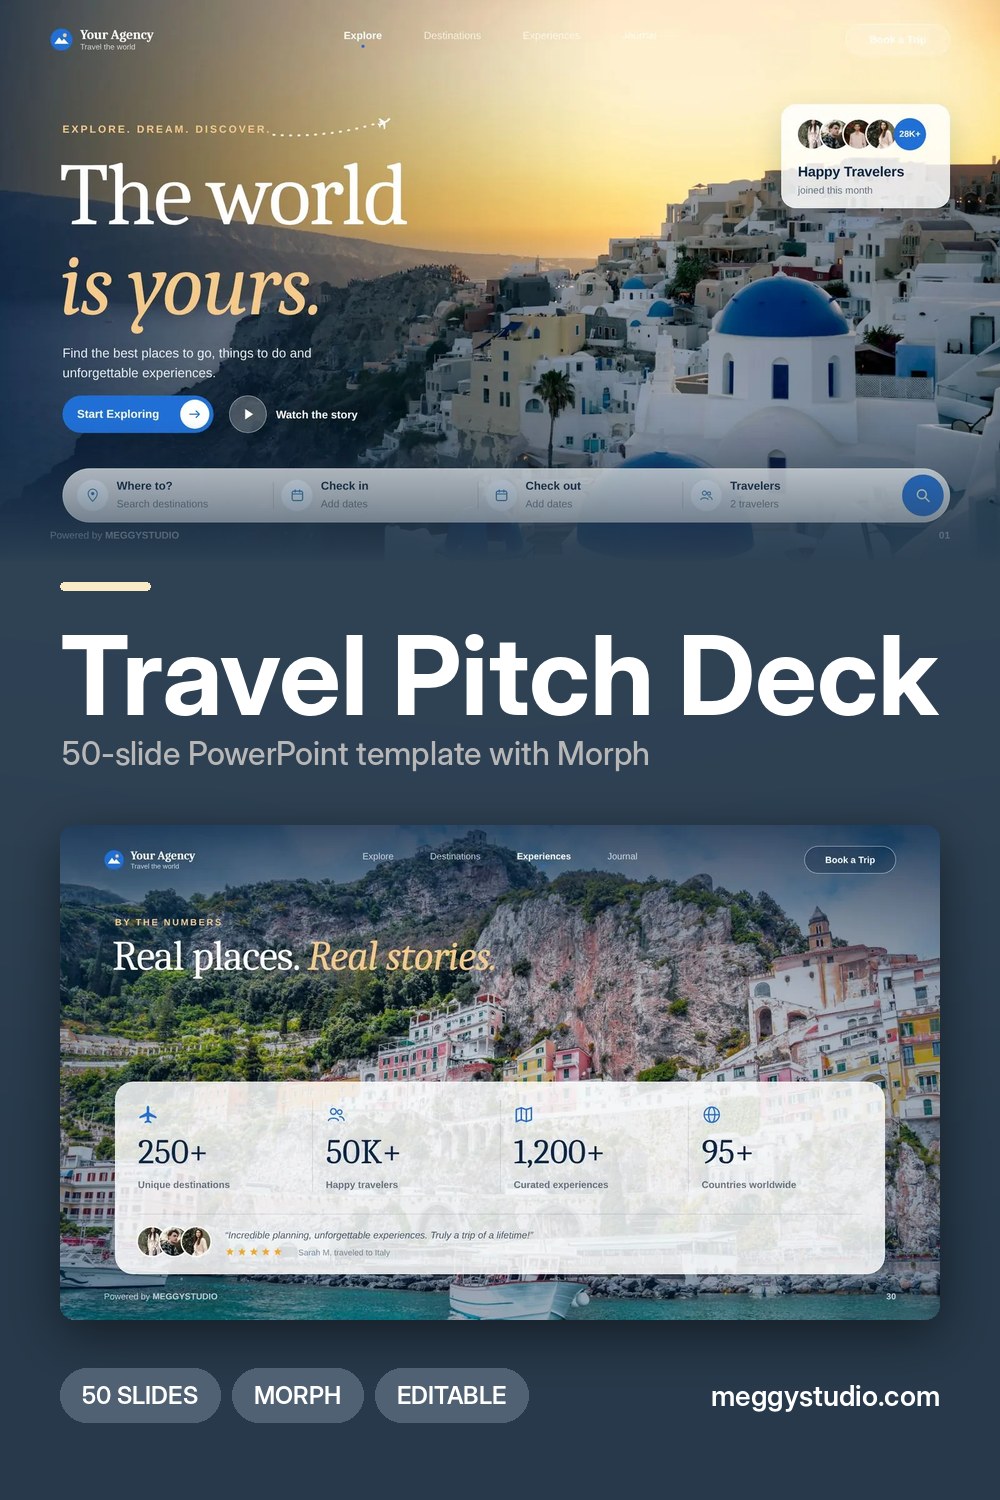 Your Agency
Travel the world
Explore
Destinations
Experiences
Journal
Book a Trip
EXPLORE. DREAM. DISCOVER.
28K+
Happy Travelers
joined this month
The world
is yours.
Find the best places to go, things to do and
unforgettable experiences.
Start Exploring
Watch the story
Where to?
Search destinations
Check in
Add dates
Check out
Add dates
Travelers
2 travelers
Powered by MEGGYSTUDIO
01
Travel Pitch Deck
50-slide PowerPoint template with Morph
Your Agency
Travel the world
Explore
Destinations
Experiences
Journal
Book a Trip
BY THE NUMBERS
Real places. Real stories.
250+
Unique destinations
50K+
Happy travelers
1,200+
Curated experiences
95+
Countries worldwide
“Incredible planning, unforgettable experiences. Truly a trip of a lifetime!”
Sarah M. traveled to Italy
Powered by MEGGYSTUDIO
30
50 SLIDES
MORPH
EDITABLE
meggystudio.com